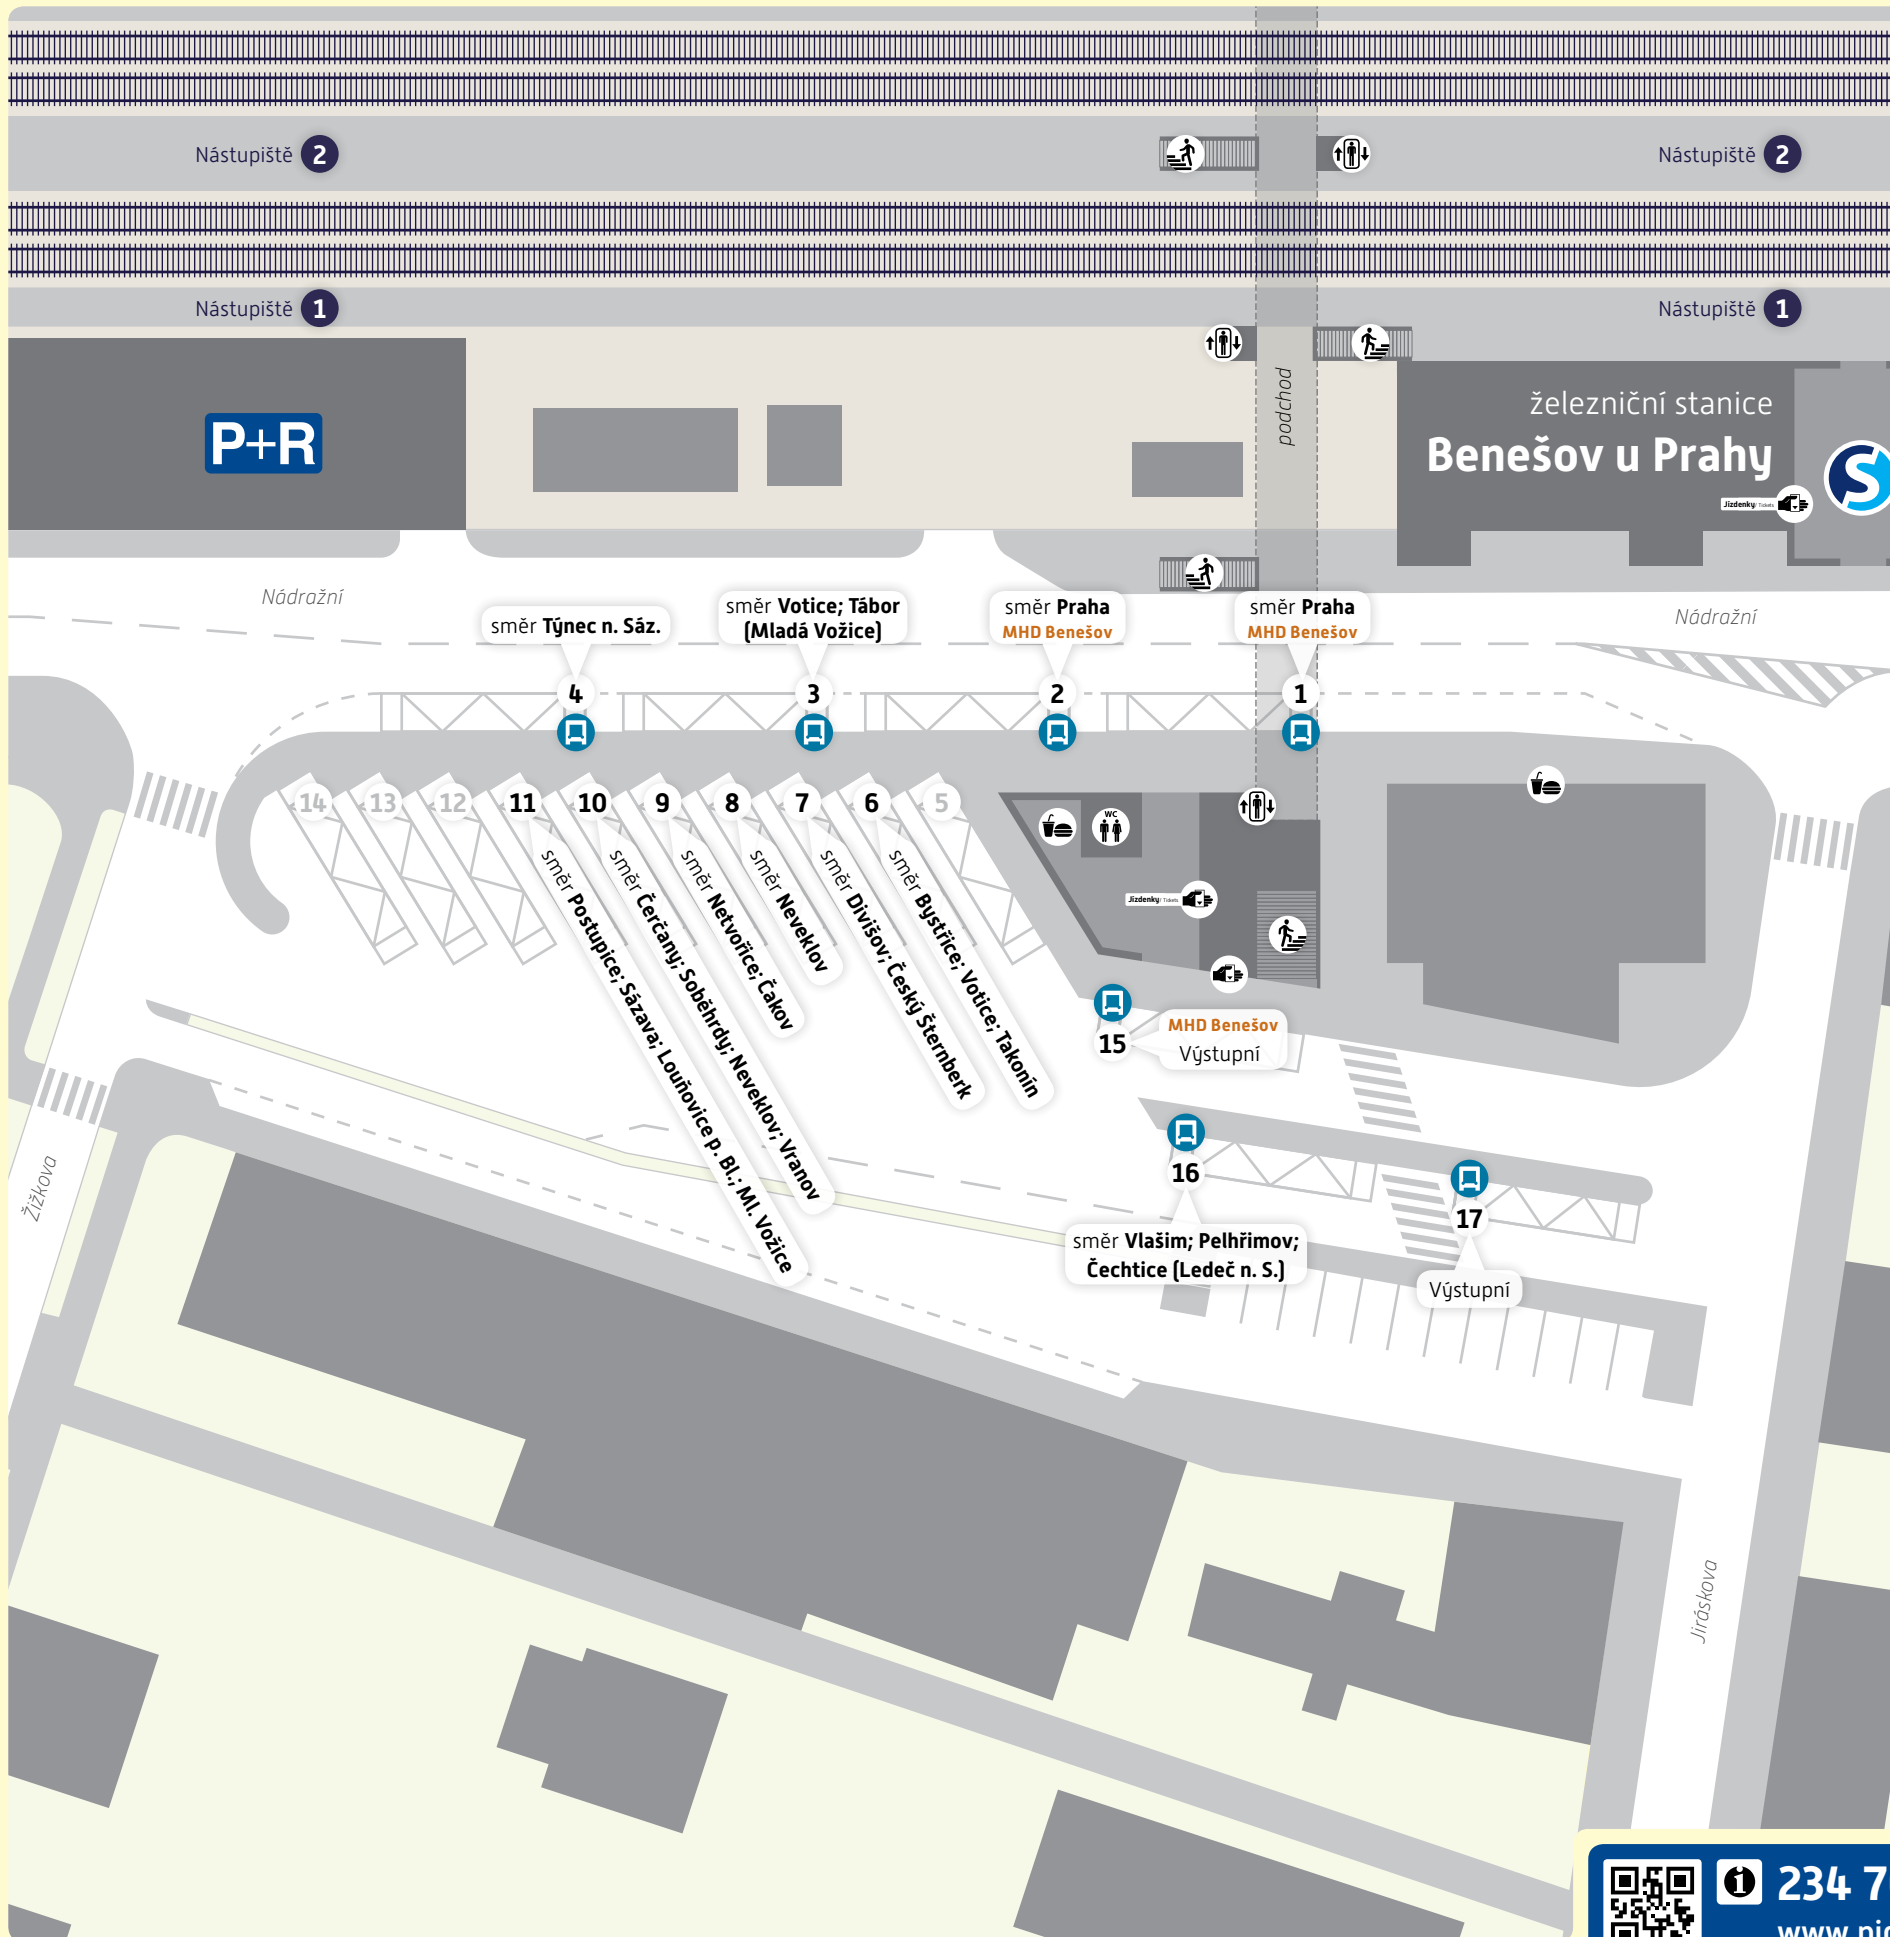 Nástupiště 2
Nástupiště 2
Nástupiště 1
Nástupiště 1
podchod
P+R
železniční stanice
Benešov u Prahy
S
Jízdenky / Tickets
Nádražní
Nádražní
směr Týnec n. Sáz.
4
směr Votice; Tábor
(Mladá Vožice)
3
směr Praha
MHD Benešov
2
směr Praha
MHD Benešov
1
14
13
12
11
10
9
8
7
6
5
směr Postupice; Sázava; Louňovice p. Bl.; Ml. Vožice
směr Čerčany; Soběhrdy; Neveklov; Vranov
směr Netvořice; Čakov
směr Neveklov
směr Divišov; Český Šternberk
směr Bystřice; Votice; Takonín
WC
Jízdenky / Tickets
15
MHD Benešov
Výstupní
16
směr Vlašim; Pelhřimov;
Čechtice (Ledeč n. S.)
17
Výstupní
Žižkova
Jiráskova
i 234 7